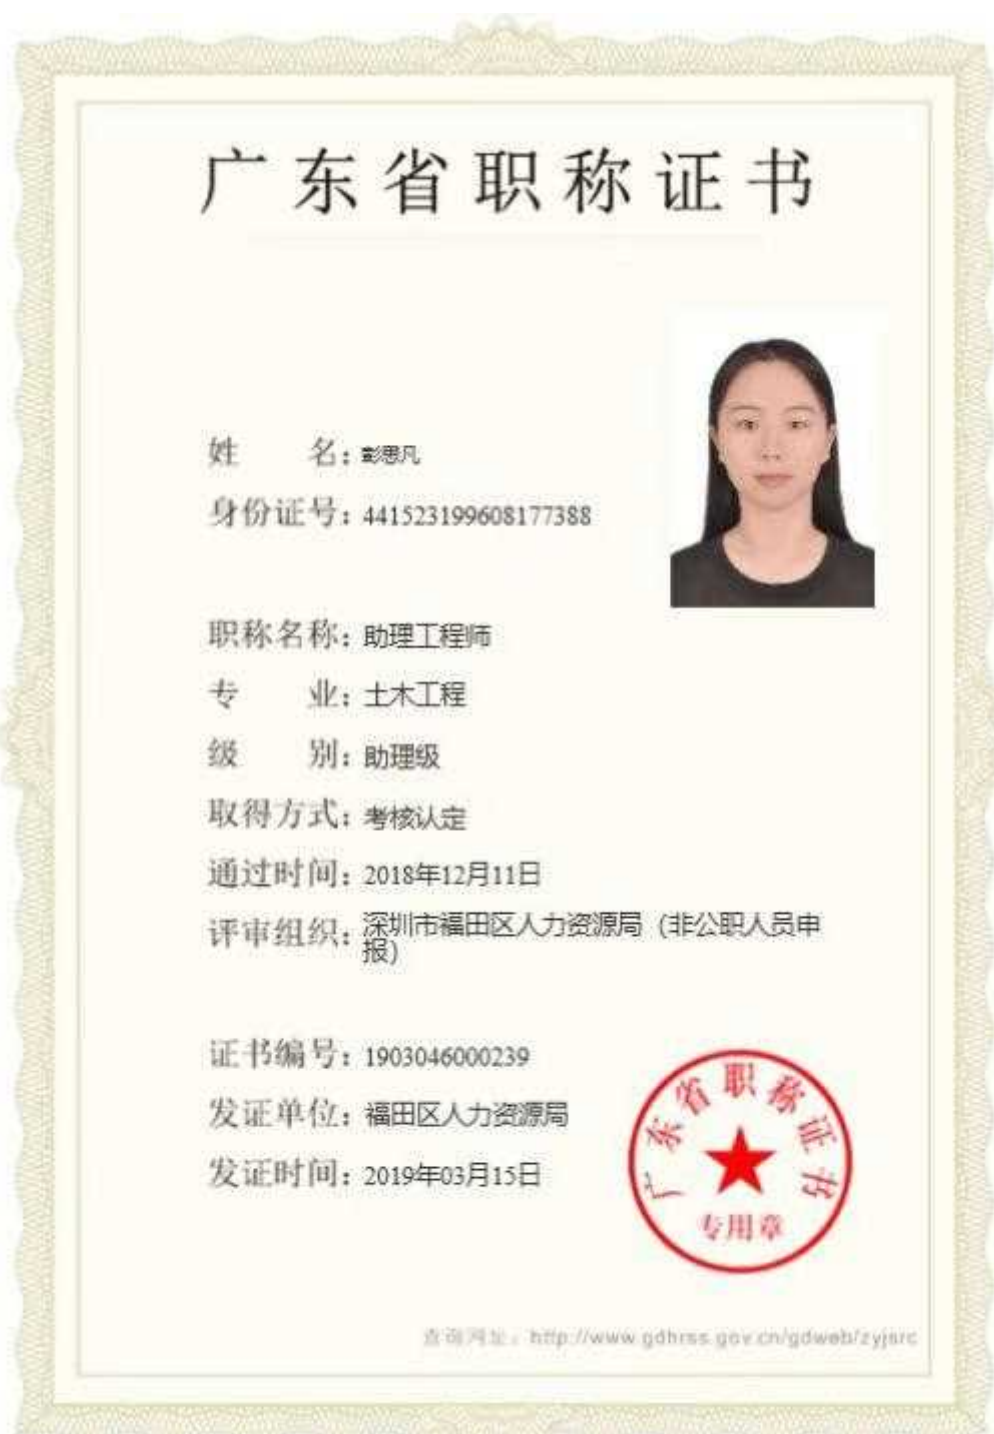 广东省职称证书
姓 名：彭思凡
身份证号：441523199608177388
职称名称：助理工程师
专 业：土木工程
级 别：助理级
取得方式：考核认定
通过时间：2018年12月11日
评审组织：深圳市福田区人力资源局（非公职人员申
报）
证书编号：1903046000239
发证单位：福田区人力资源局
发证时间：2019年03月15日
广东省职称证书
专用章
查询网址：http://www.gdhrss.gov.cn/gdweb/zyjsrc